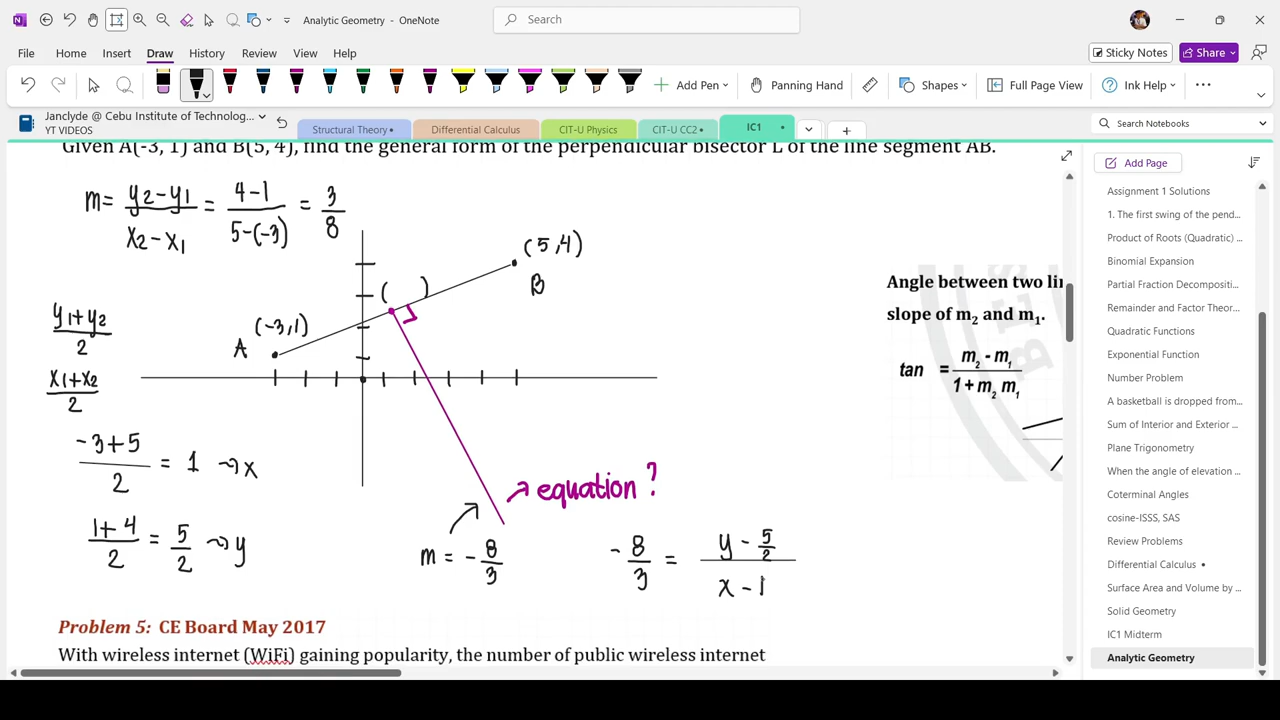 Analytic Geometry - OneNote
Search
File Home Insert Draw History Review View Help
Sticky Notes
Share
Add Pen
Panning Hand
Shapes
Full Page View
Ink Help
Janclyde @ Cebu Institute of Technolog...
YT VIDEOS
Structural Theory
Differential Calculus
CIT-U Physics
CIT-U CC2
IC1
Search Notebooks
Given A(-3, 1) and B(5, 4), find the general form of the perpendicular bisector L of the line segment AB.
m = y2-y1 / x2-x1 = 4-1 / 5-(-3) = 3/8
(5,4)
B
( )
(-3,1)
A
y1+y2 / 2
x1+x2 / 2
-3+5 / 2 = 1 → x
1+4 / 2 = 5/2 → y
equation ?
m = -8/3
-8/3 = y - 5/2 / x - 1
Angle between two lin
slope of m2 and m1.
tan = m2 - m1 / 1 + m2 m1
Problem 5: CE Board May 2017
With wireless internet (WiFi) gaining popularity, the number of public wireless internet
Add Page
Assignment 1 Solutions
1. The first swing of the pend...
Product of Roots (Quadratic) ...
Binomial Expansion
Partial Fraction Decompositi...
Remainder and Factor Theor...
Quadratic Functions
Exponential Function
Number Problem
A basketball is dropped from...
Sum of Interior and Exterior ...
Plane Trigonometry
When the angle of elevation ...
Coterminal Angles
cosine-ISSS, SAS
Review Problems
Differential Calculus
Surface Area and Volume by ...
Solid Geometry
IC1 Midterm
Analytic Geometry